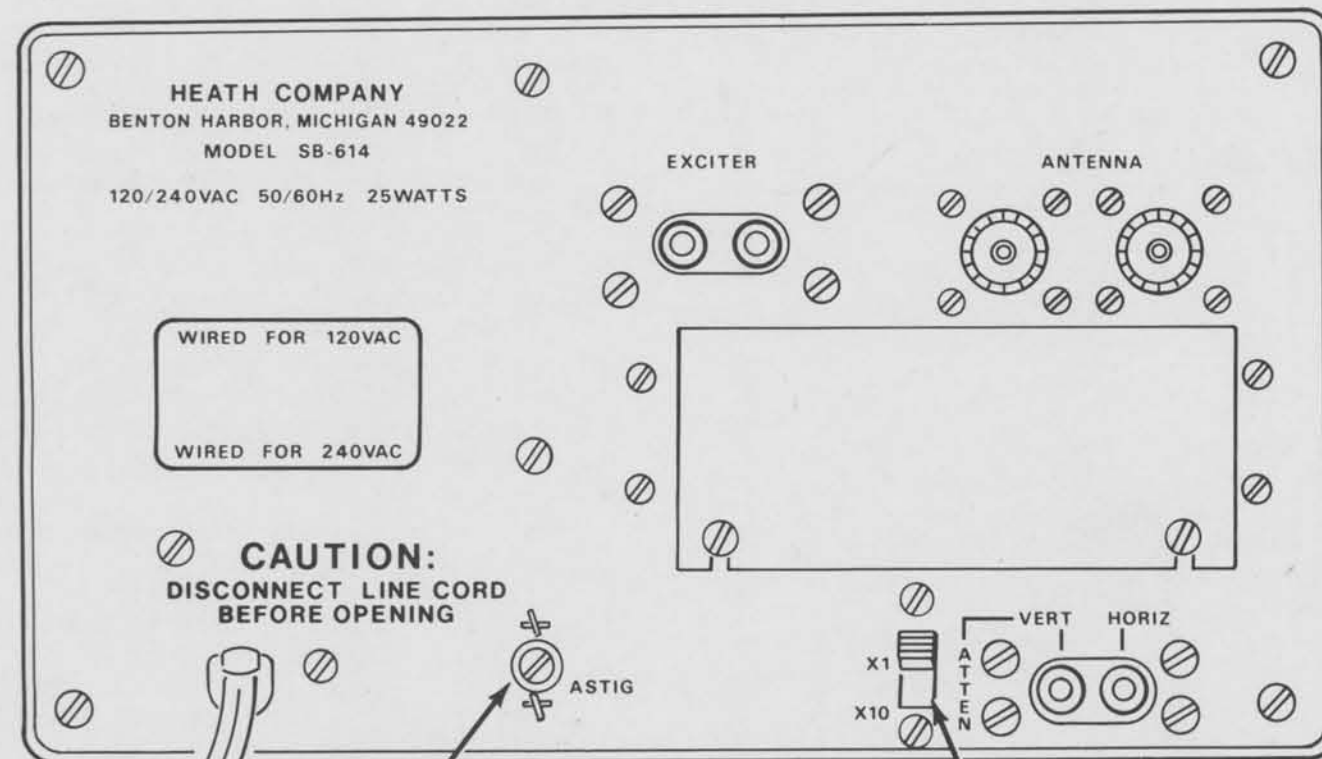 HEATH COMPANY
BENTON HARBOR, MICHIGAN 49022
MODEL SB-614
120/240VAC 50/60Hz 25WATTS
EXCITER
ANTENNA
WIRED FOR 120VAC
WIRED FOR 240VAC
CAUTION:
DISCONNECT LINE CORD
BEFORE OPENING
ASTIG
X1
X10
ATTEN
VERT HORIZ